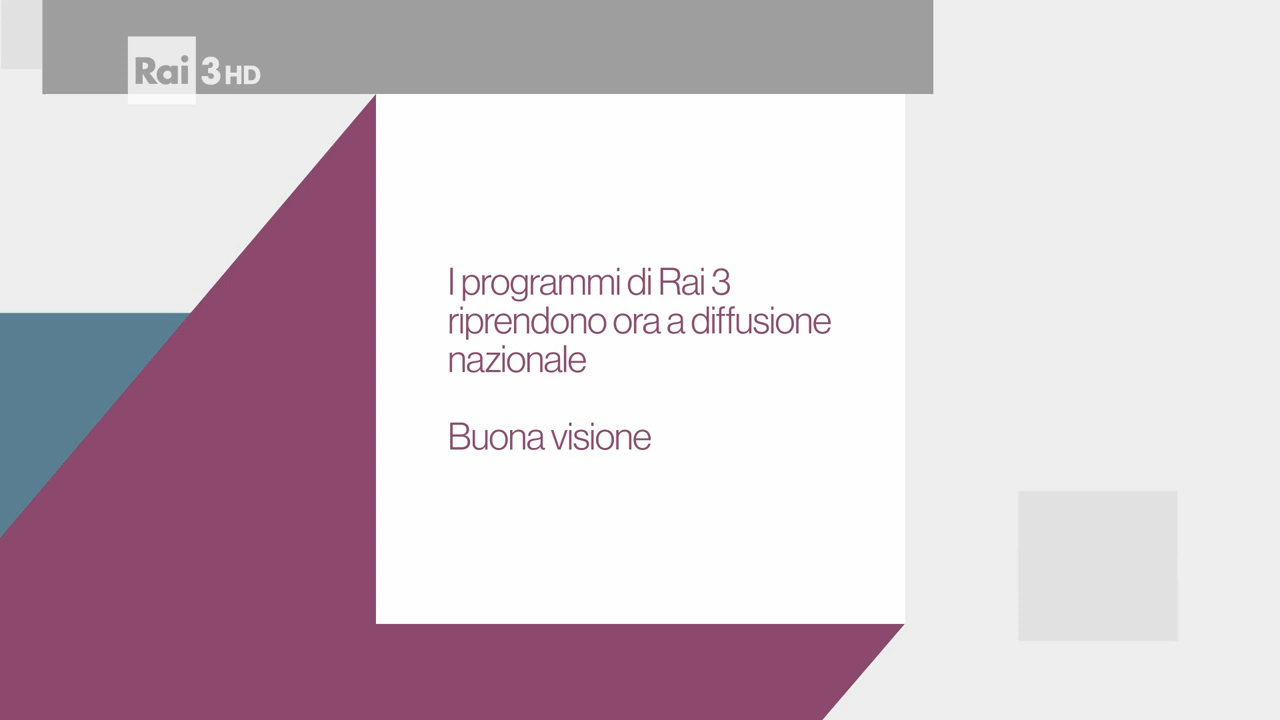 Rai 3 HD
I programmi di Rai 3
riprendono ora a diffusione
nazionale
Buona visione